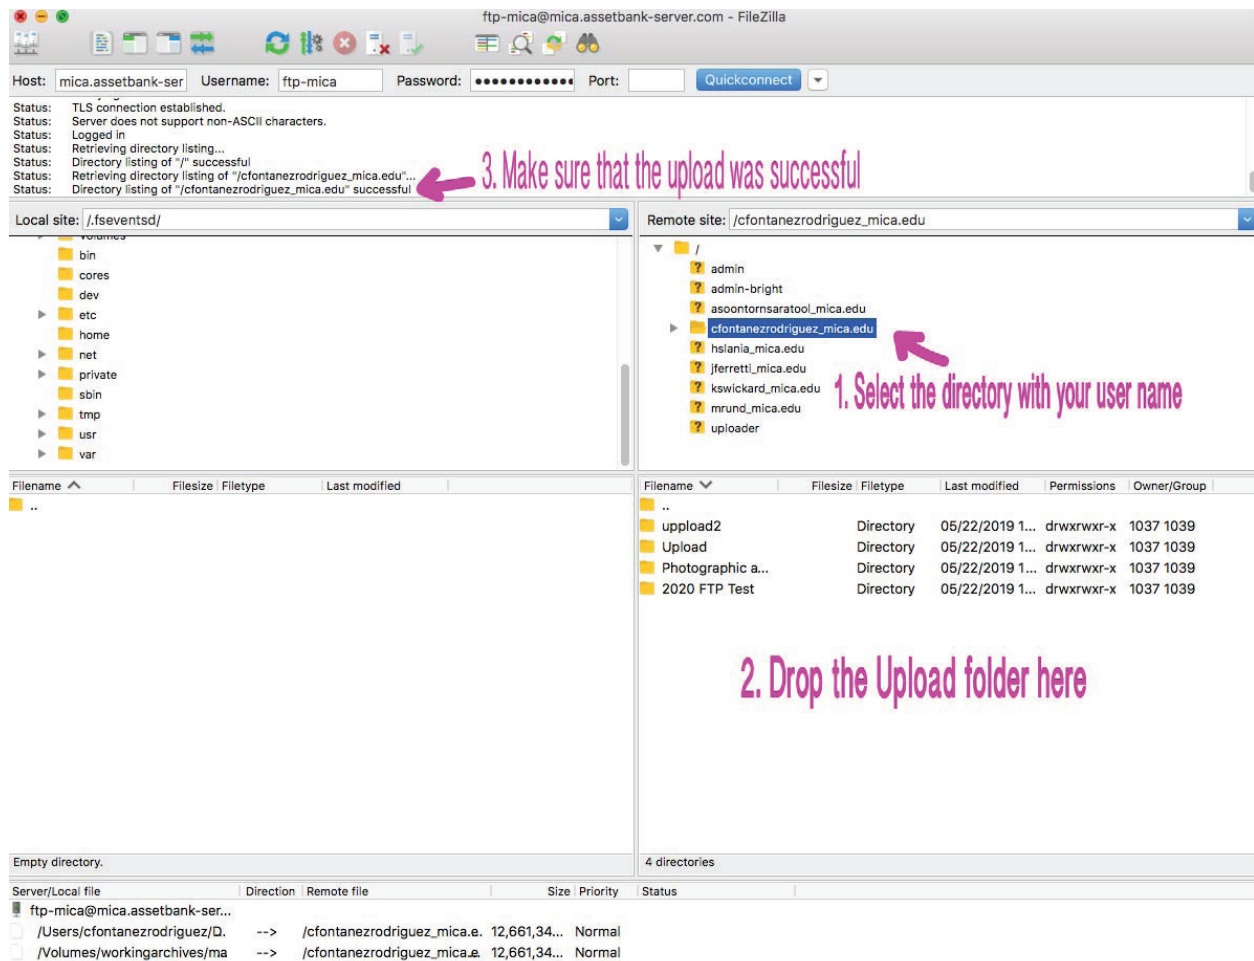 ftp-mica@mica.assetbank-server.com - FileZilla
Host: mica.assetbank-ser Username: ftp-mica Password: ●●●●●●●●●●●● Port: Quickconnect
Status: TLS connection established.
Status: Server does not support non-ASCII characters.
Status: Logged in
Status: Retrieving directory listing...
Status: Directory listing of "/" successful
Status: Retrieving directory listing of "/cfontanezrodriguez_mica.edu"...
Status: Directory listing of "/cfontanezrodriguez_mica.edu" successful
3. Make sure that the upload was successful
Local site: /.fseventsd/
Volumes
bin
cores
dev
etc
home
net
private
sbin
tmp
usr
var
Remote site: /cfontanezrodriguez_mica.edu
/
admin
admin-bright
asoontornsaratool_mica.edu
cfontanezrodriguez_mica.edu
hslania_mica.edu
jferretti_mica.edu
kswickard_mica.edu
mrund_mica.edu
uploader
1. Select the directory with your user name
Filename Filesize Filetype Last modified
..
Empty directory.
Filename Filesize Filetype Last modified Permissions Owner/Group
..
uppload2 Directory 05/22/2019 1... drwxrwxr-x 1037 1039
Upload Directory 05/22/2019 1... drwxrwxr-x 1037 1039
Photographic a... Directory 05/22/2019 1... drwxrwxr-x 1037 1039
2020 FTP Test Directory 05/22/2019 1... drwxrwxr-x 1037 1039
2. Drop the Upload folder here
4 directories
Server/Local file Direction Remote file Size Priority Status
ftp-mica@mica.assetbank-ser...
/Users/cfontanezrodriguez/D. --> /cfontanezrodriguez_mica.e. 12,661,34... Normal
/Volumes/workingarchives/ma --> /cfontanezrodriguez_mica.e 12,661,34... Normal